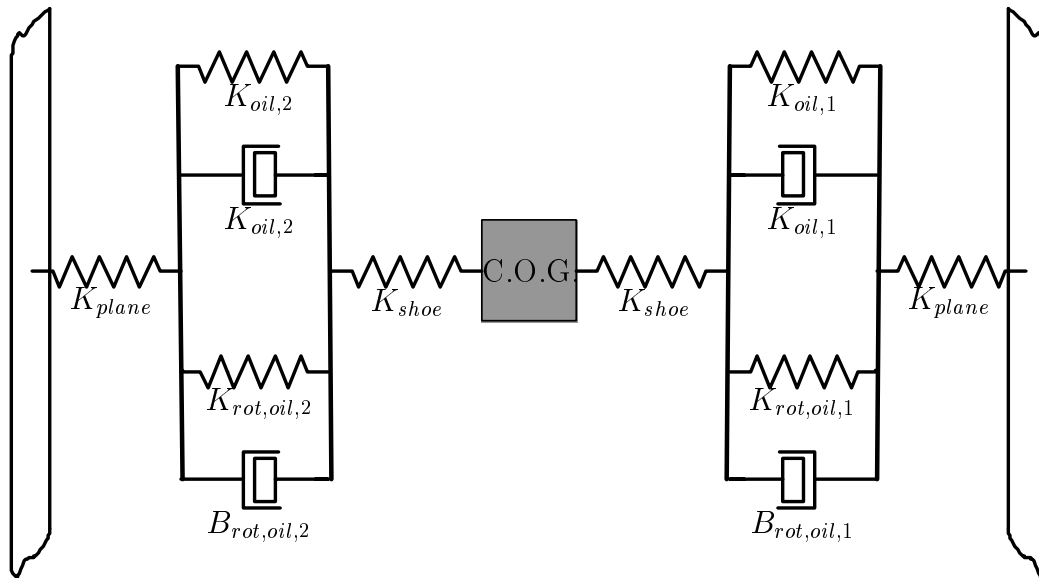 K_{oil,2} K_{oil,1}
K_{oil,2} K_{oil,1}
K_{plane} K_{shoe} C.O.G. K_{shoe} K_{plane}
K_{rot,oil,2} K_{rot,oil,1}
B_{rot,oil,2} B_{rot,oil,1}